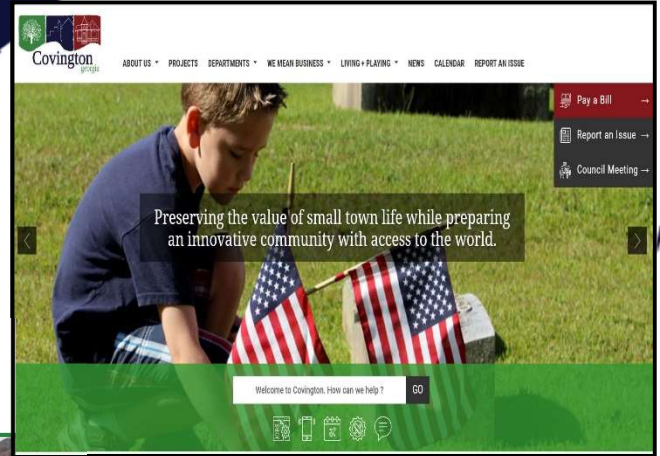 Covington
georgia
ABOUT US PROJECTS DEPARTMENTS WE MEAN BUSINESS LIVING + PLAYING NEWS CALENDAR REPORT AN ISSUE
Pay a Bill →
Report an Issue →
Council Meeting →
Preserving the value of small town life while preparing
an innovative community with access to the world.
Welcome to Covington. How can we help ? GO